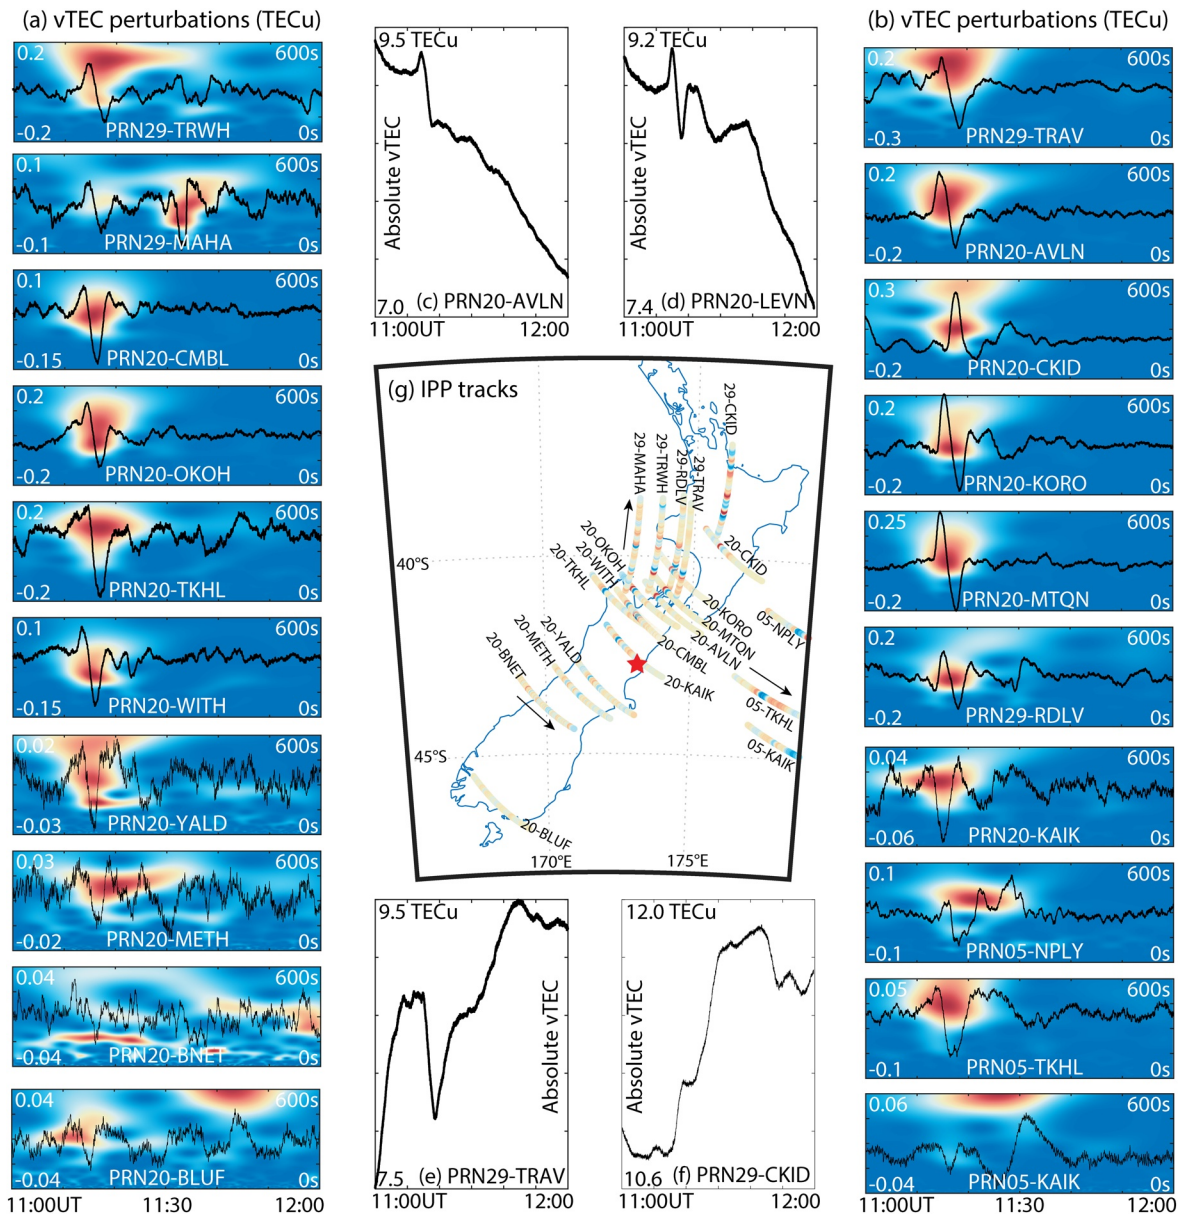 (a) vTEC perturbations (TECu)
0.2 600s
-0.2 PRN29-TRWH 0s
0.1 600s
-0.1 PRN29-MAHA 0s
0.1 600s
-0.15 PRN20-CMBL 0s
0.2 600s
-0.2 PRN20-OKOH 0s
0.2 600s
-0.2 PRN20-TKHL 0s
0.1 600s
-0.15 PRN20-WITH 0s
0.02 600s
-0.03 PRN20-YALD 0s
0.03 600s
-0.02 PRN20-METH 0s
0.04 600s
-0.04 PRN20-BNET 0s
0.04 600s
-0.04 PRN20-BLUF 0s
11:00UT 11:30 12:00
9.5 TECu
Absolute vTEC
7.0 (c) PRN20-AVLN
11:00UT 12:00
9.2 TECu
Absolute vTEC
7.4 (d) PRN20-LEVN
11:00UT 12:00
(g) IPP tracks
29-CKID
29-MAHA
29-TRWH
29-RDLV
29-TRAV
20-OKOH
20-WITH
20-TKHL
20-CKID
40°S
20-KORO
20-MTQN
20-AVLN
05-NPLY
20-CMBL
20-YALD
20-METH
20-BNET
20-KAIK
05-TKHL
05-KAIK
45°S
20-BLUF
170°E 175°E
9.5 TECu
Absolute vTEC
7.5 (e) PRN29-TRAV
11:00UT 12:00
12.0 TECu
Absolute vTEC
10.6 (f) PRN29-CKID
11:00UT 12:00
(b) vTEC perturbations (TECu)
0.2 600s
-0.3 PRN29-TRAV 0s
0.2 600s
-0.2 PRN20-AVLN 0s
0.3 600s
-0.2 PRN20-CKID 0s
0.2 600s
-0.2 PRN20-KORO 0s
0.25 600s
-0.2 PRN20-MTQN 0s
0.2 600s
-0.2 PRN29-RDLV 0s
0.04 600s
-0.06 PRN20-KAIK 0s
0.1 600s
-0.1 PRN05-NPLY 0s
0.05 600s
-0.1 PRN05-TKHL 0s
0.06 600s
-0.04 PRN05-KAIK 0s
11:00UT 11:30 12:00